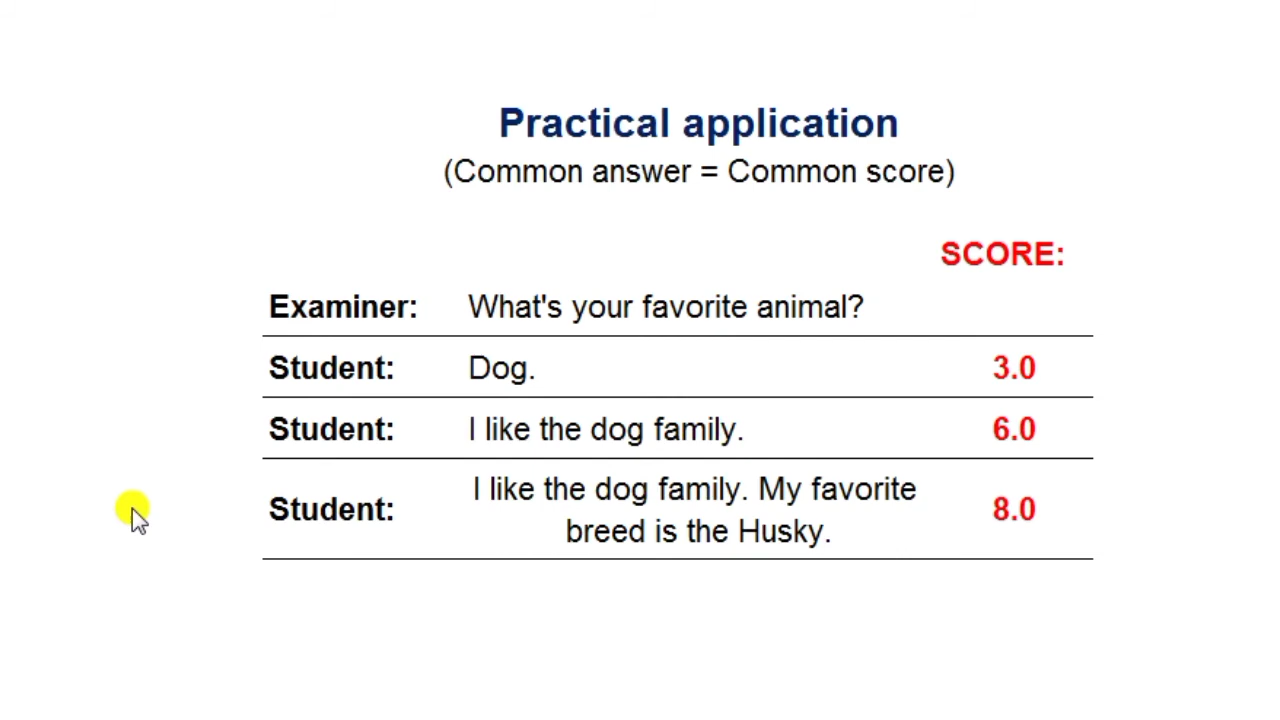 Practical application
(Common answer = Common score)
SCORE:
Examiner: What's your favorite animal?
Student: Dog. 3.0
Student: I like the dog family. 6.0
Student: I like the dog family. My favorite
breed is the Husky. 8.0